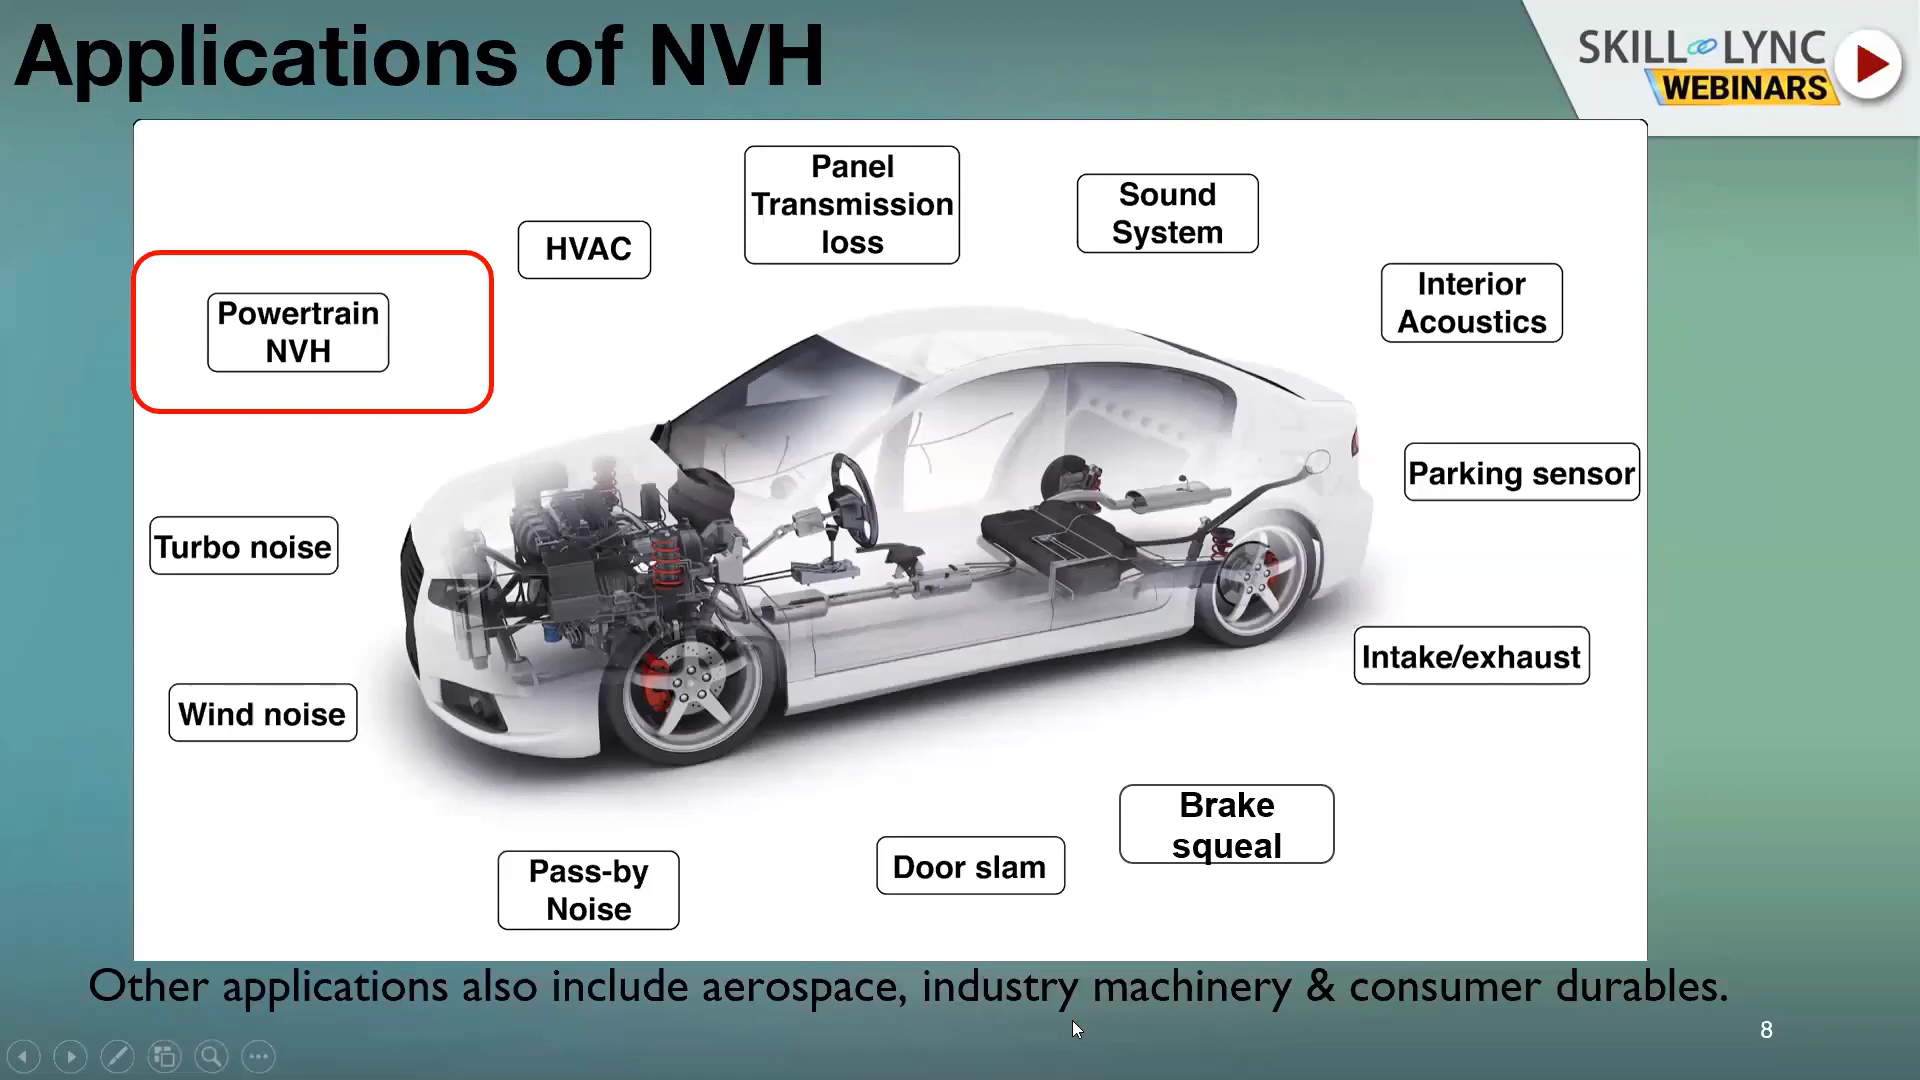 Applications of NVH
SKILL LYNC
WEBINARS
Panel
Transmission
loss
Sound
System
HVAC
Interior
Acoustics
Powertrain
NVH
Parking sensor
Turbo noise
Intake/exhaust
Wind noise
Brake
squeal
Door slam
Pass-by
Noise
Other applications also include aerospace, industry machinery & consumer durables.
8